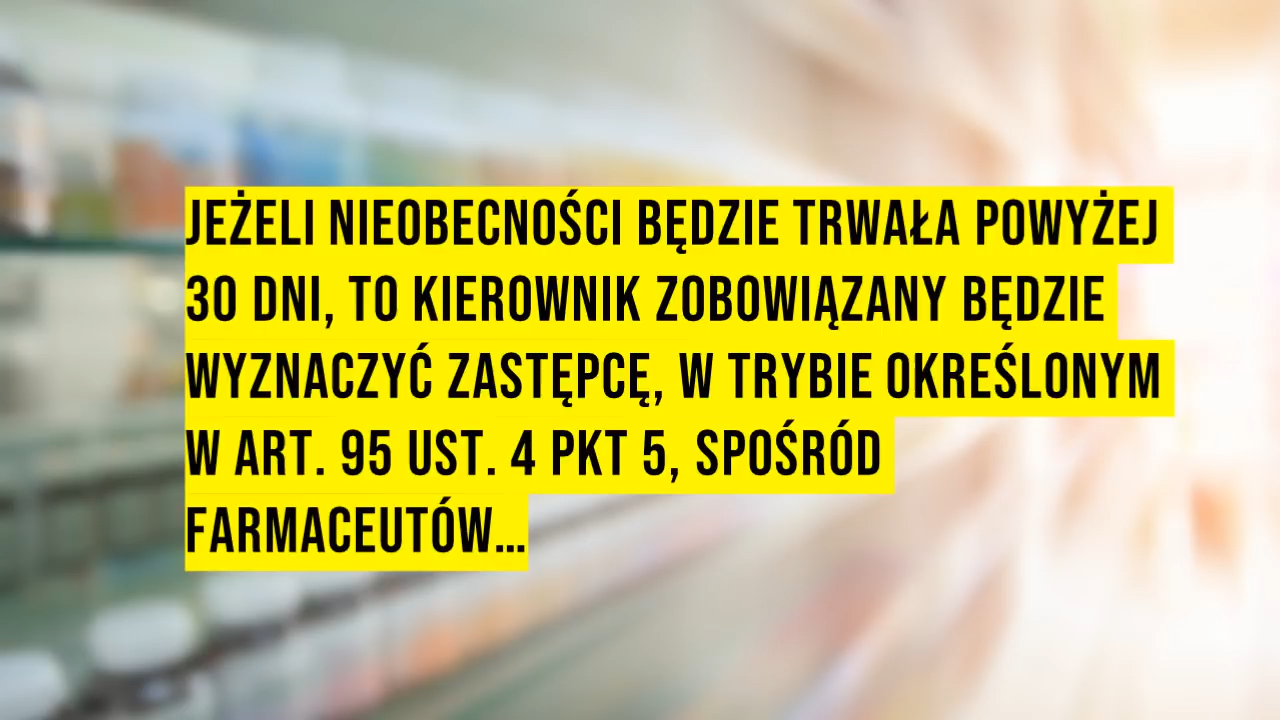 JEŻELI NIEOBECNOŚCI BĘDZIE TRWAŁA POWYŻEJ
30 DNI, TO KIEROWNIK ZOBOWIĄZANY BĘDZIE
WYZNACZYĆ ZASTĘPCĘ, W TRYBIE OKREŚLONYM
W ART. 95 UST. 4 PKT 5, SPOŚRÓD
FARMACEUTÓW...